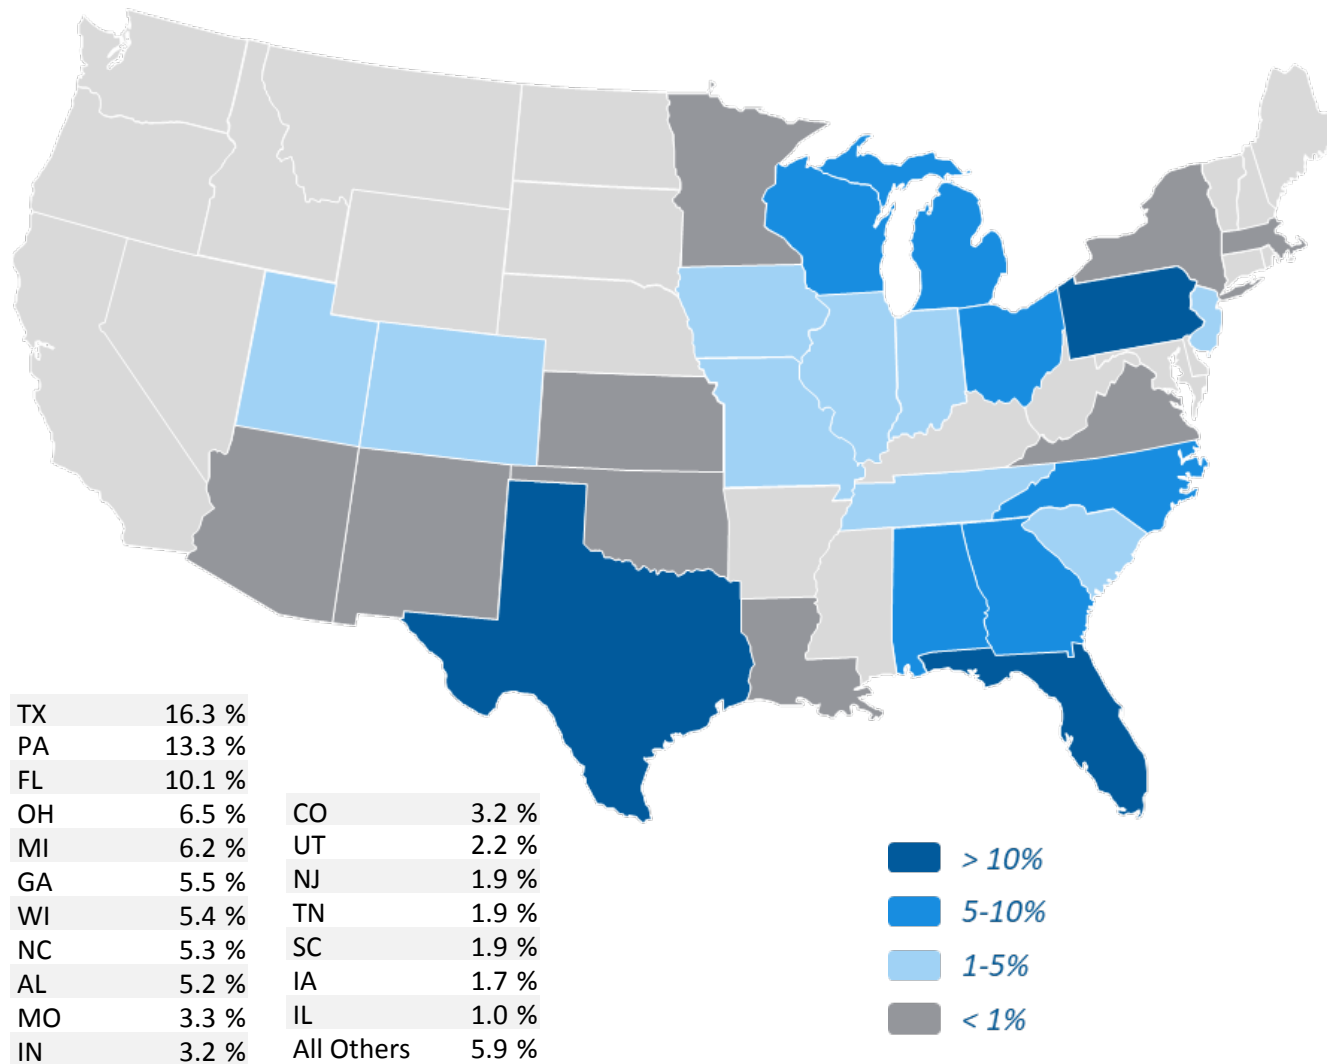 TX 16.3 %
PA 13.3 %
FL 10.1 %
OH 6.5 %
MI 6.2 %
GA 5.5 %
WI 5.4 %
NC 5.3 %
AL 5.2 %
MO 3.3 %
IN 3.2 %
CO 3.2 %
UT 2.2 %
NJ 1.9 %
TN 1.9 %
SC 1.9 %
IA 1.7 %
IL 1.0 %
All Others 5.9 %
> 10%
5-10%
1-5%
< 1%